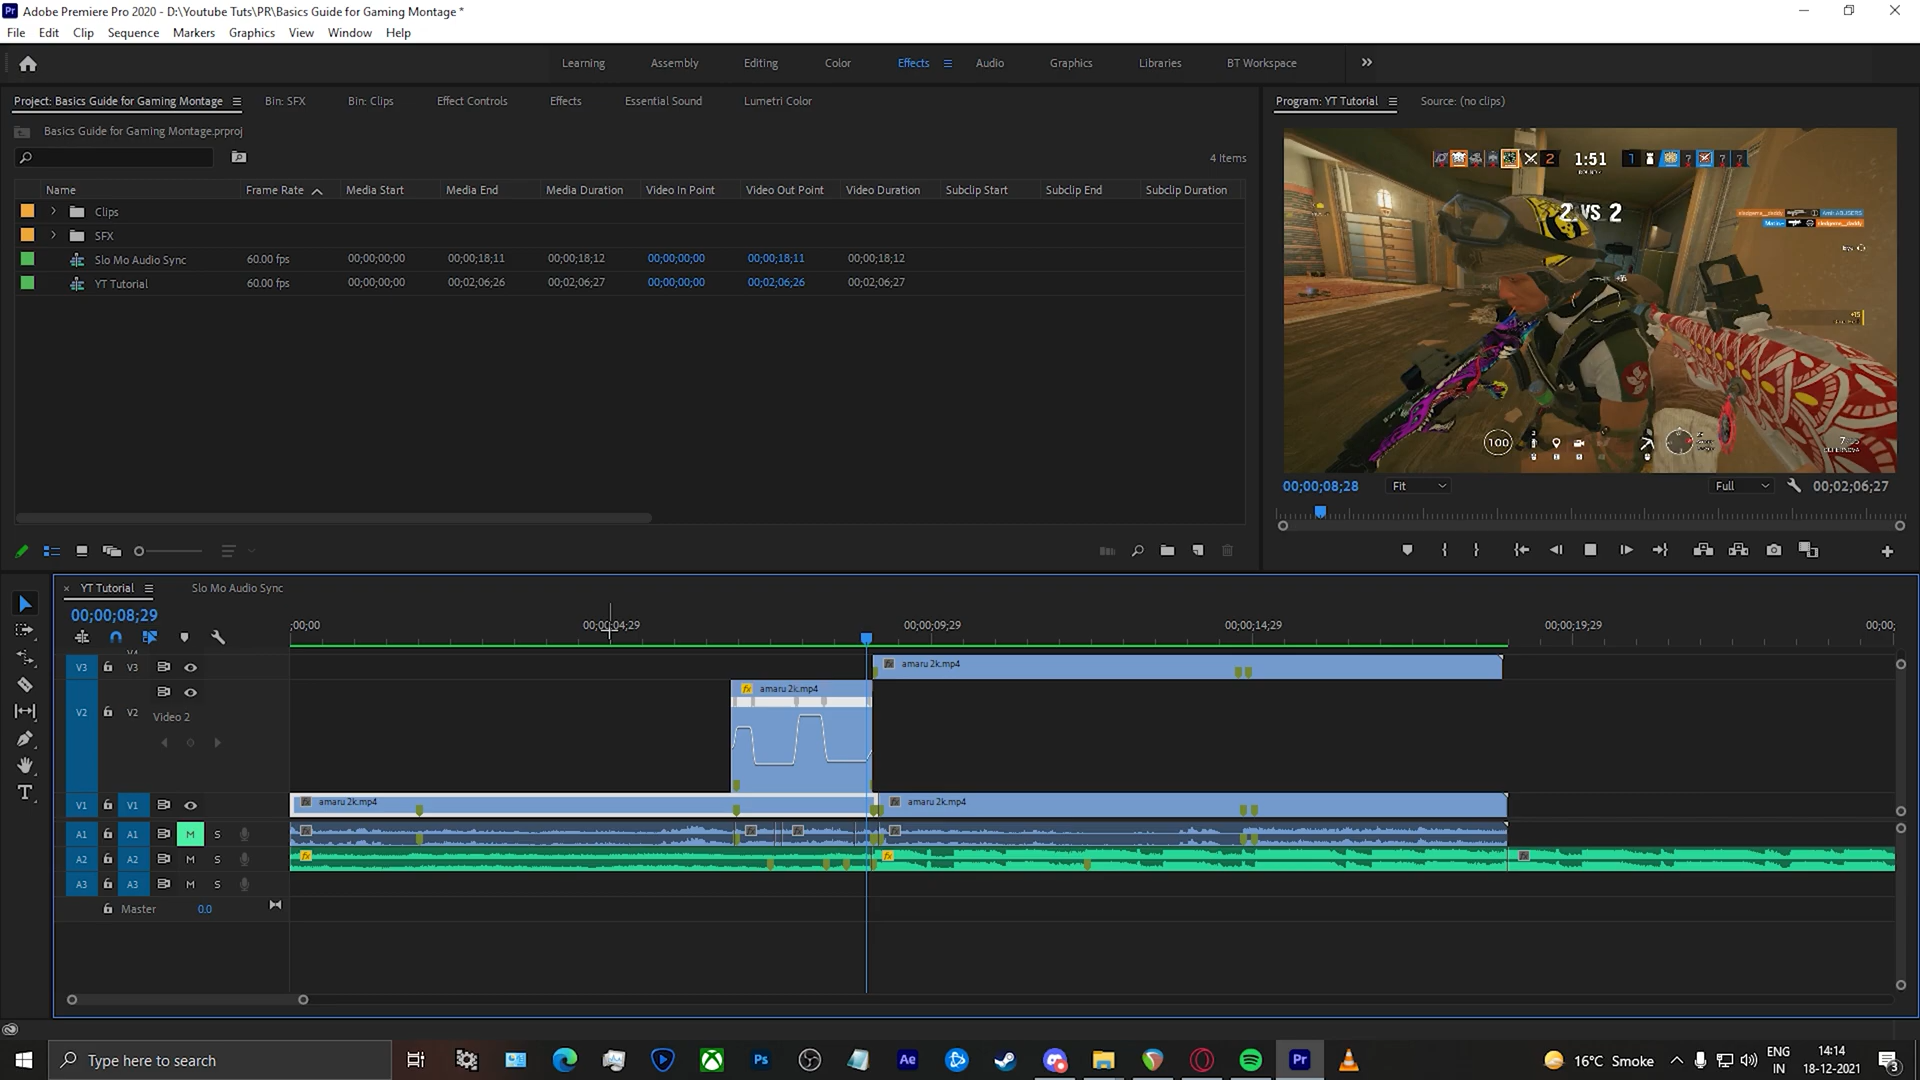 Adobe Premiere Pro 2020 - D:\Youtube Tuts\PR\Basics Guide for Gaming Montage *
File Edit Clip Sequence Markers Graphics View Window Help
Learning Assembly Editing Color Effects Audio Graphics Libraries BT Workspace
Project: Basics Guide for Gaming Montage Bin: SFX Bin: Clips Effect Controls Effects Essential Sound Lumetri Color
Program: YT Tutorial Source: (no clips)
Basics Guide for Gaming Montage.prproj
4 Items
Name Frame Rate Media Start Media End Media Duration Video In Point Video Out Point Video Duration Subclip Start Subclip End Subclip Duration
Clips
SFX
Slo Mo Audio Sync 60.00 fps 00;00;00;00 00;00;18;11 00;00;18;12 00;00;00;00 00;00;18;11 00;00;18;12
YT Tutorial 60.00 fps 00;00;00;00 00;02;06;26 00;02;06;27 00;00;00;00 00;02;06;26 00;02;06;27
2 1:51 1
2 VS 2
100
00;00;08;28 Fit Full 00;02;06;27
YT Tutorial Slo Mo Audio Sync
00;00;08;29
;00;00 00;00;04;29 00;00;09;29 00;00;14;29 00;00;19;29 00;00;
V3 V3 amaru 2k.mp4
fx amaru 2k.mp4
V2 V2 Video 2
V1 V1 amaru 2k.mp4 amaru 2k.mp4
A1 A1 M S
A2 A2 M S
A3 A3 M S
Master 0.0
Type here to search
Ps Ae Pr
16°C Smoke
ENG
IN
14:14
18-12-2021
3